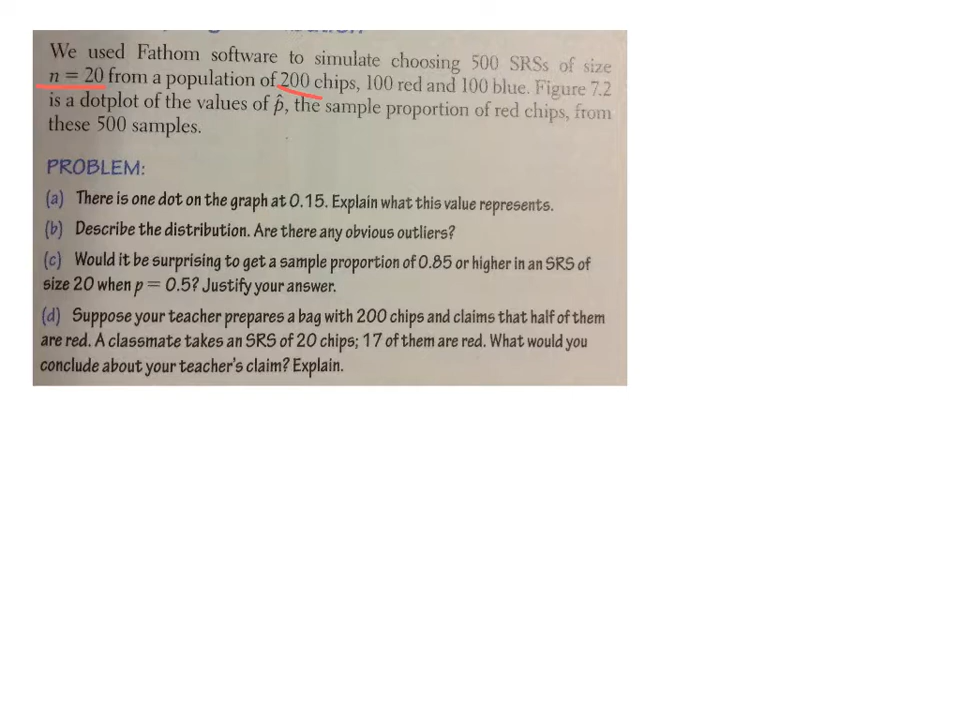 We used Fathom software to simulate choosing 500 SRSs of size
n = 20 from a population of 200 chips, 100 red and 100 blue. Figure 7.2
is a dotplot of the values of p̂, the sample proportion of red chips, from
these 500 samples.
PROBLEM:
(a) There is one dot on the graph at 0.15. Explain what this value represents.
(b) Describe the distribution. Are there any obvious outliers?
(c) Would it be surprising to get a sample proportion of 0.85 or higher in an SRS of
size 20 when p = 0.5? Justify your answer.
(d) Suppose your teacher prepares a bag with 200 chips and claims that half of them
are red. A classmate takes an SRS of 20 chips; 17 of them are red. What would you
conclude about your teacher's claim? Explain.